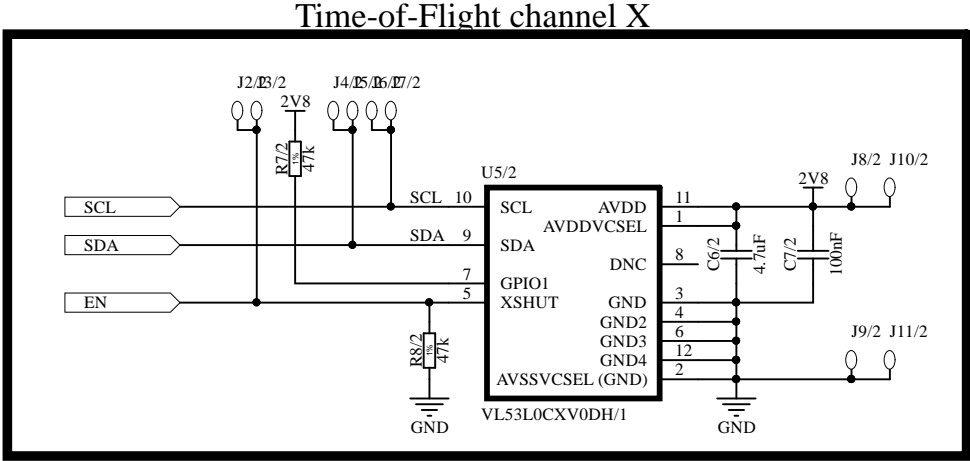 Time-of-Flight channel X
J2/2 J3/2
J4/2 J5/2 J6/2 J7/2
2V8
R7/2
1%
47k
U5/2
J8/2 J10/2
2V8
SCL
SCL 10
SCL
AVDD
11
AVDDVCSEL
1
SDA
SDA 9
SDA
C6/2
4.7uF
C7/2
100nF
DNC
8
7
GPIO1
EN
5
XSHUT
GND
3
GND2
4
GND3
6
GND4
12
AVSSVCSEL (GND)
2
R8/2
1%
47k
J9/2 J11/2
GND
VL53L0CXV0DH/1
GND